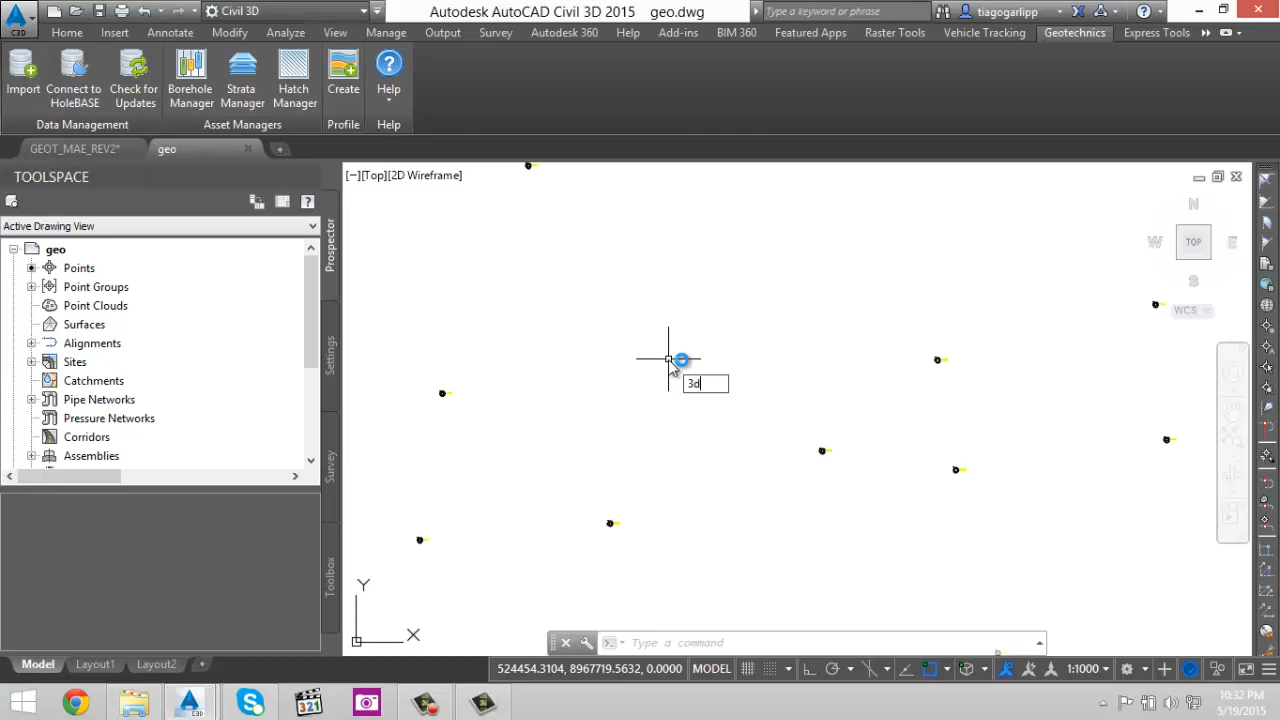 Civil 3D
Autodesk AutoCAD Civil 3D 2015 geo.dwg
Type a keyword or phrase
tiagogarlipp
C3D
Home Insert Annotate Modify Analyze View Manage Output Survey Autodesk 360 Help Add-ins BIM 360 Featured Apps Raster Tools Vehicle Tracking Geotechnics Express Tools
Import
Connect to HoleBASE
Check for Updates
Borehole Manager
Strata Manager
Hatch Manager
Create
Help
Data Management
Asset Managers
Profile
Help
GEOT_MAE_REV2*
geo
TOOLSPACE
Active Drawing View
geo
Points
Point Groups
Point Clouds
Surfaces
Alignments
Sites
Catchments
Pipe Networks
Pressure Networks
Corridors
Assemblies
Prospector
Settings
Survey
Toolbox
[−][Top][2D Wireframe]
N
W
TOP
E
S
WCS
3d
Y
X
Type a command
Model Layout1 Layout2
524454.3104, 8967719.5632, 0.0000
MODEL
1:1000
C3D
321
10:32 PM
5/19/2015